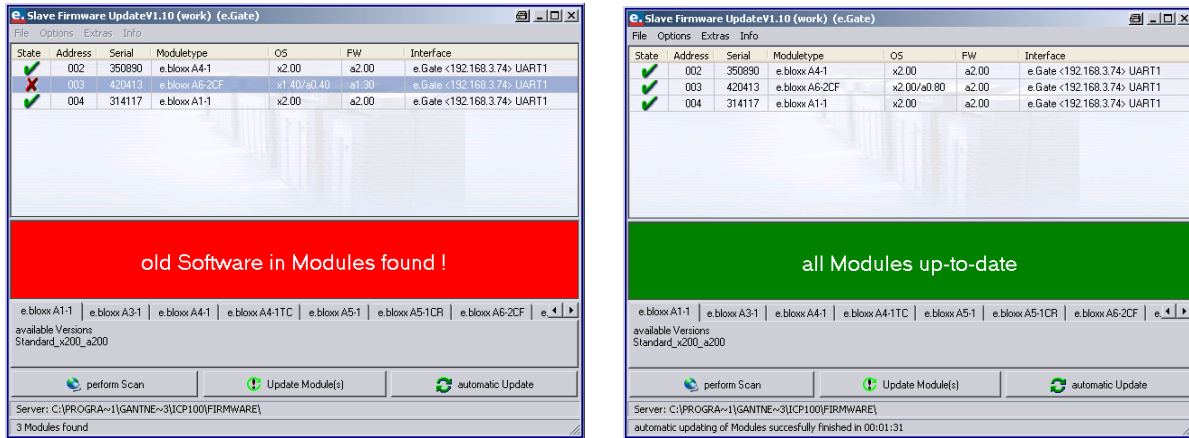 e. Slave Firmware UpdateV1.10 (work) (e.Gate)
File Options Extras Info
State Address Serial Moduletype OS FW Interface
002 350890 e.bloxx A4-1 x2.00 a2.00 e.Gate <192.168.3.74> UART1
003 420413 e.bloxx A6-2CF x1.40/a0.40 a1.30 e.Gate <192.168.3.74> UART1
004 314117 e.bloxx A1-1 x2.00 a2.00 e.Gate <192.168.3.74> UART1
old Software in Modules found !
e.bloxx A1-1 e.bloxx A3-1 e.bloxx A4-1 e.bloxx A4-1TC e.bloxx A5-1 e.bloxx A5-1CR e.bloxx A6-2CF e.
available Versions
Standard_x200_a200
perform Scan Update Module(s) automatic Update
Server: C:\PROGRA~1\GANTNE~3\ICP100\FIRMWARE\
3 Modules found
e. Slave Firmware UpdateV1.10 (work) (e.Gate)
File Options Extras Info
State Address Serial Moduletype OS FW Interface
002 350890 e.bloxx A4-1 x2.00 a2.00 e.Gate <192.168.3.74> UART1
003 420413 e.bloxx A6-2CF x2.00/a0.80 a2.00 e.Gate <192.168.3.74> UART1
004 314117 e.bloxx A1-1 x2.00 a2.00 e.Gate <192.168.3.74> UART1
all Modules up-to-date
e.bloxx A1-1 e.bloxx A3-1 e.bloxx A4-1 e.bloxx A4-1TC e.bloxx A5-1 e.bloxx A5-1CR e.bloxx A6-2CF e.
available Versions
Standard_x200_a200
perform Scan Update Module(s) automatic Update
Server: C:\PROGRA~1\GANTNE~3\ICP100\FIRMWARE\
automatic updating of Modules succesfully finished in 00:01:31